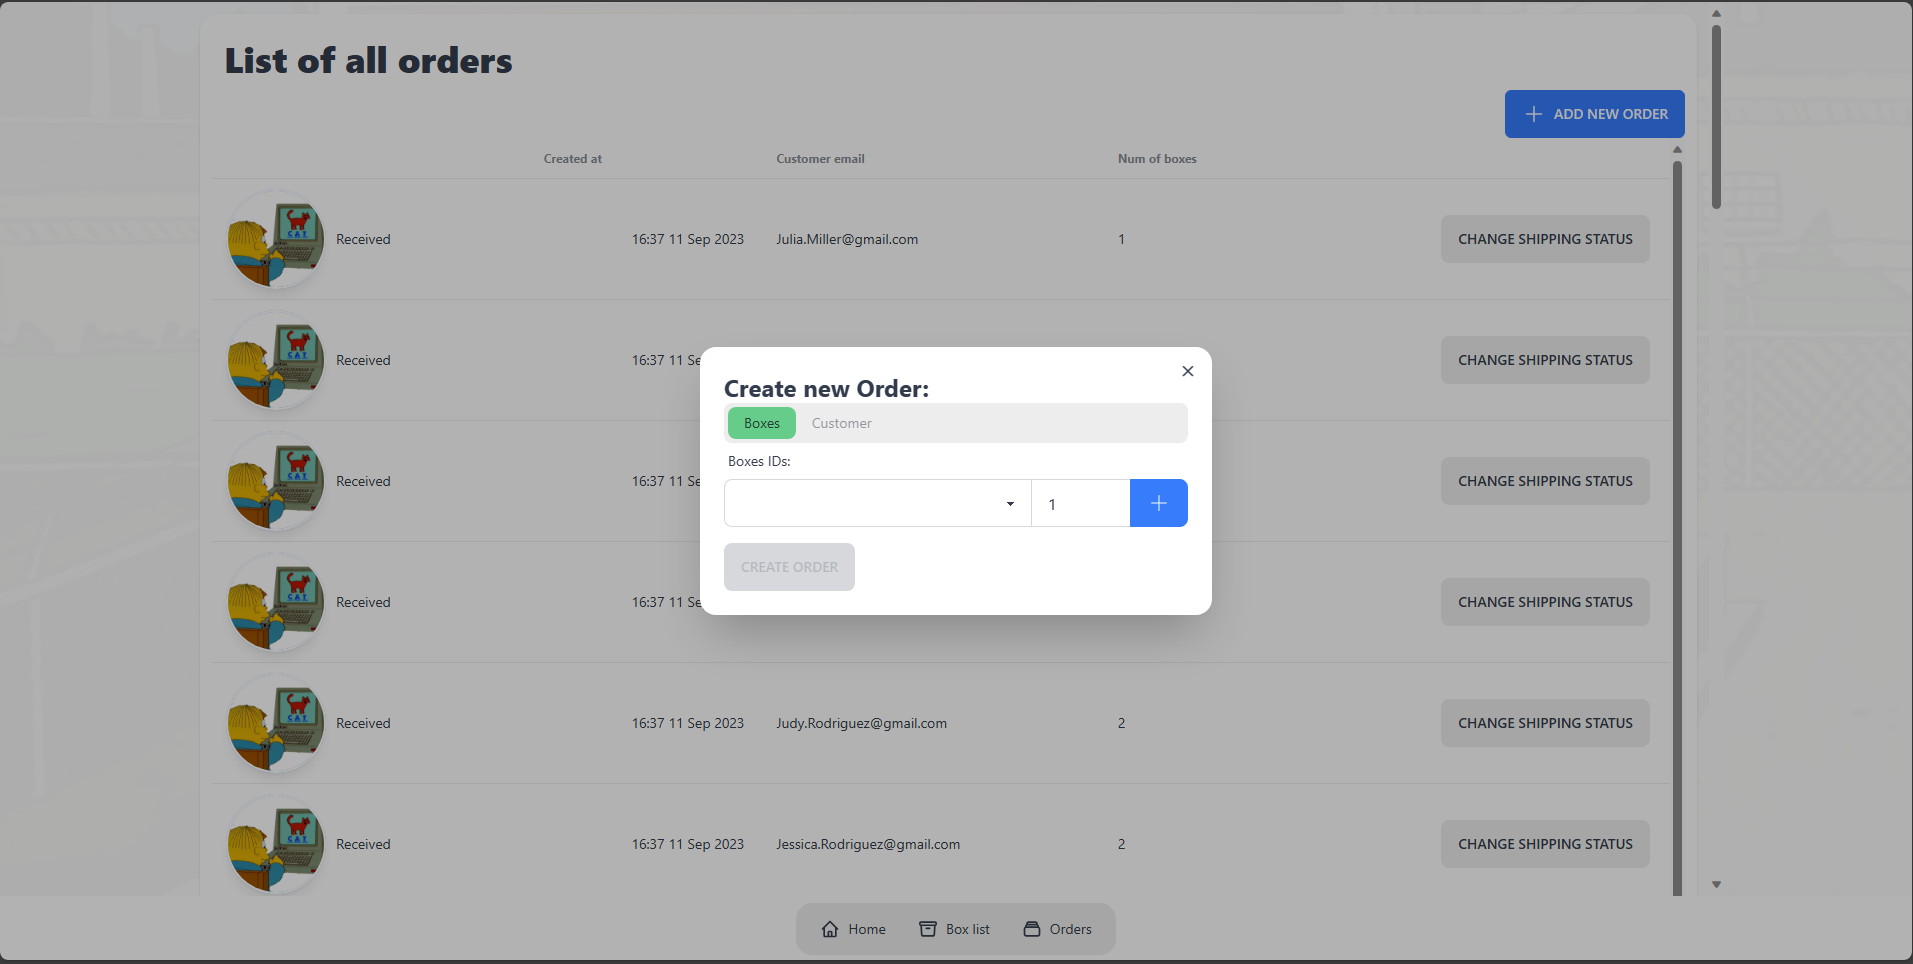 List of all orders
ADD NEW ORDER
Created at Customer email Num of boxes
CAT Received 16:37 11 Sep 2023 Julia.Miller@gmail.com 1 CHANGE SHIPPING STATUS
CAT Received 16:37 11 Se CHANGE SHIPPING STATUS
Create new Order:
Boxes Customer
Boxes IDs:
CAT Received 16:37 11 Se CHANGE SHIPPING STATUS
1
CREATE ORDER
CAT Received 16:37 11 Se CHANGE SHIPPING STATUS
CAT Received 16:37 11 Sep 2023 Judy.Rodriguez@gmail.com 2 CHANGE SHIPPING STATUS
CAT Received 16:37 11 Sep 2023 Jessica.Rodriguez@gmail.com 2 CHANGE SHIPPING STATUS
Home Box list Orders